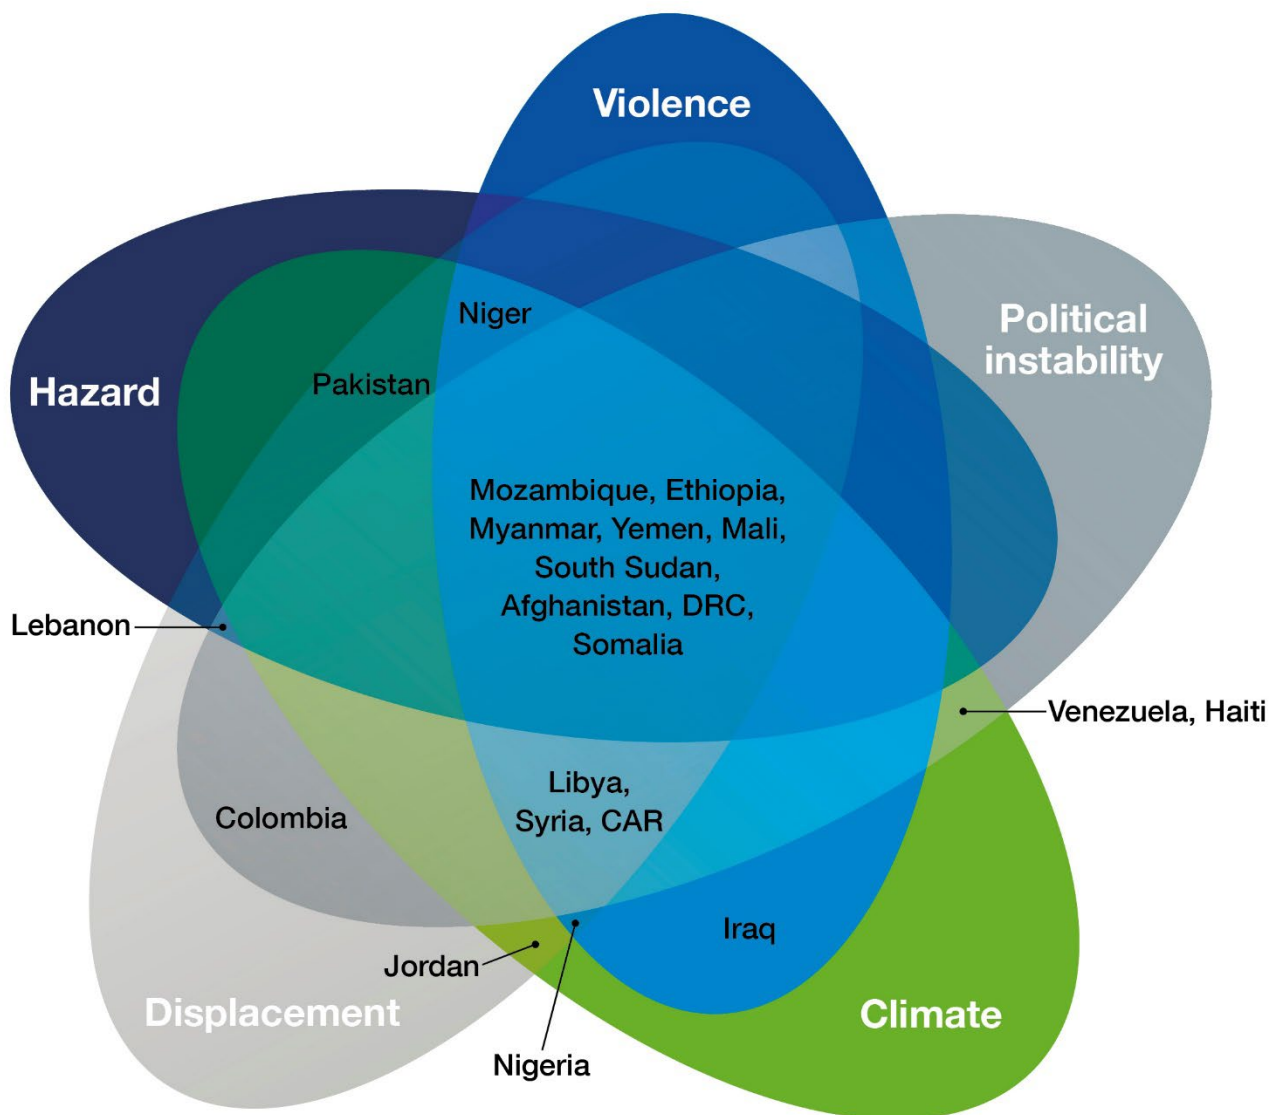 Violence
Political
instability
Niger
Pakistan
Hazard
Mozambique, Ethiopia,
Myanmar, Yemen, Mali,
South Sudan,
Afghanistan, DRC,
Somalia
Lebanon
Venezuela, Haiti
Libya,
Syria, CAR
Colombia
Iraq
Jordan
Displacement
Climate
Nigeria